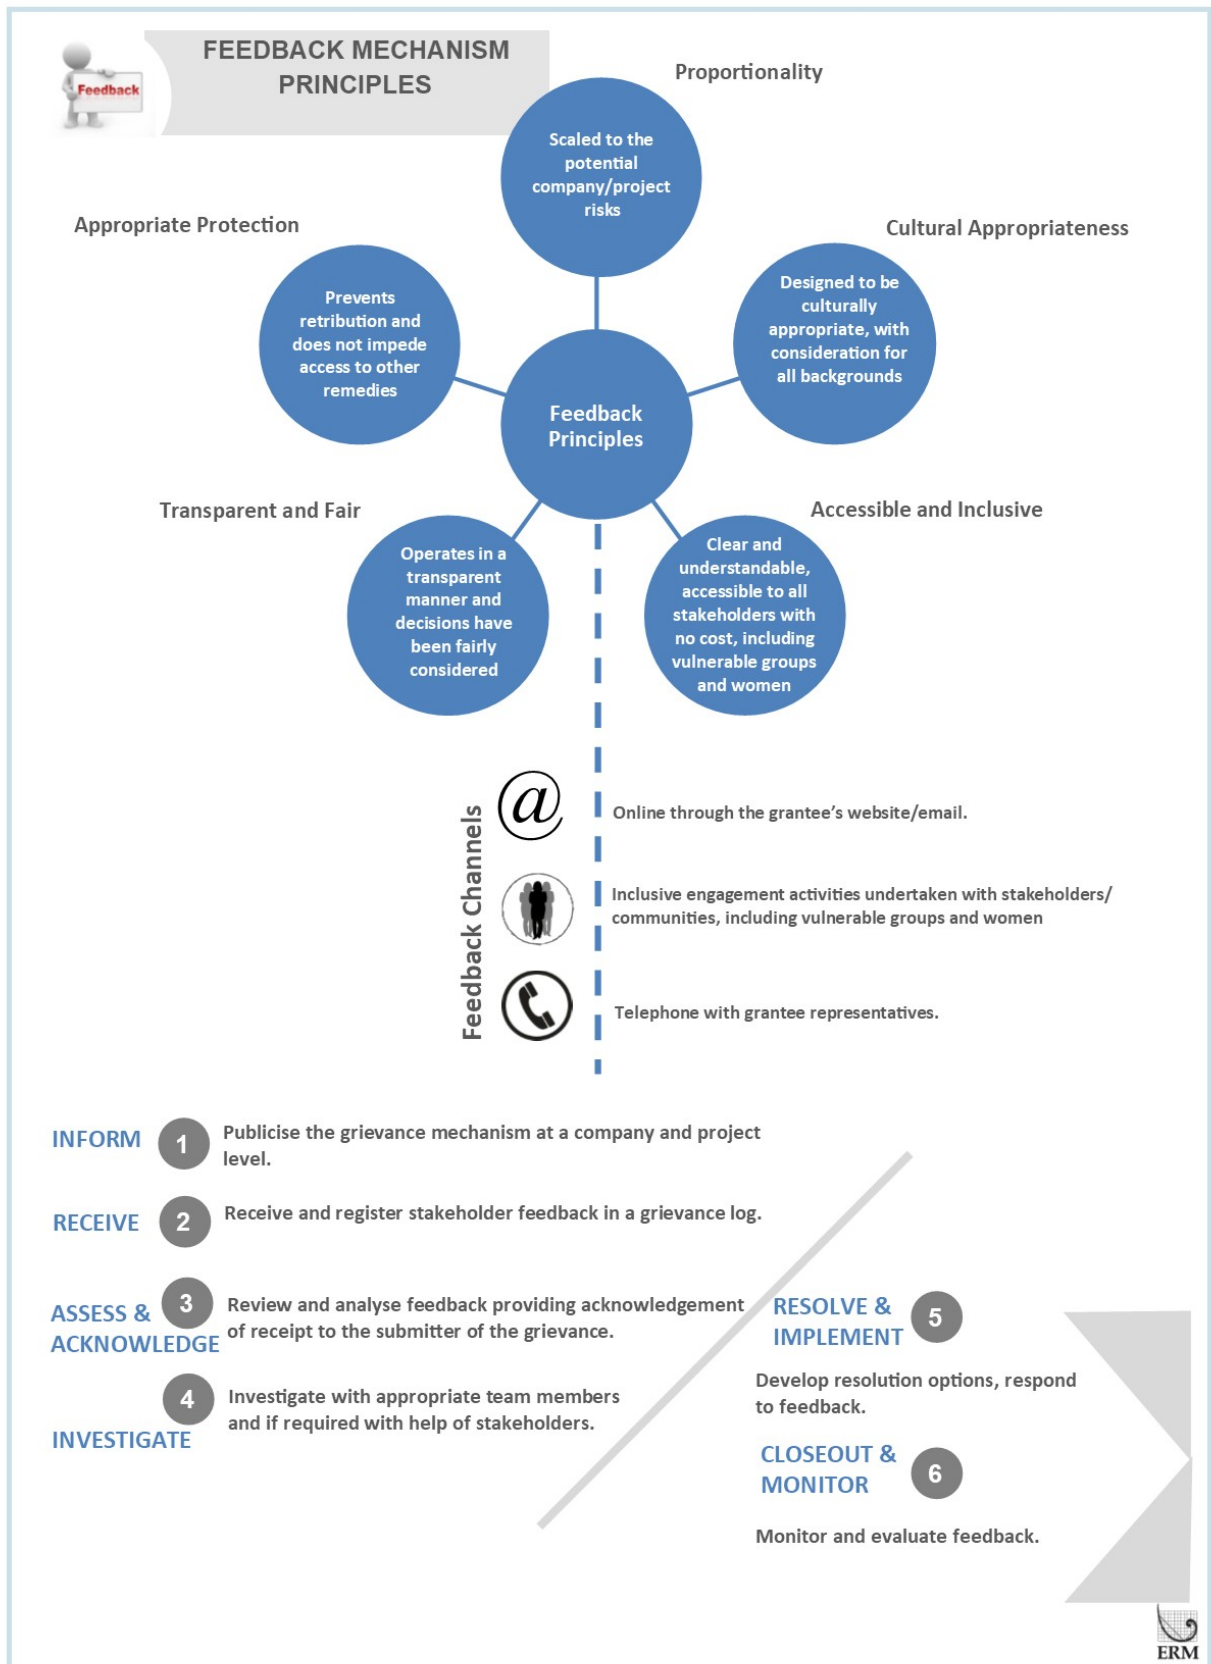 FEEDBACK MECHANISM
PRINCIPLES
Feedback
Proportionality
Scaled to the
potential
company/project
risks
Appropriate Protection
Prevents
retribution and
does not impede
access to other
remedies
Cultural Appropriateness
Designed to be
culturally
appropriate, with
consideration for
all backgrounds
Feedback
Principles
Transparent and Fair
Operates in a
transparent
manner and
decisions have
been fairly
considered
Accessible and Inclusive
Clear and
understandable,
accessible to all
stakeholders with
no cost, including
vulnerable groups
and women
Feedback Channels
@
Online through the grantee’s website/email.
Inclusive engagement activities undertaken with stakeholders/
communities, including vulnerable groups and women
Telephone with grantee representatives.
INFORM
1
Publicise the grievance mechanism at a company and project
level.
RECEIVE
2
Receive and register stakeholder feedback in a grievance log.
ASSESS &
ACKNOWLEDGE
3
Review and analyse feedback providing acknowledgement
of receipt to the submitter of the grievance.
INVESTIGATE
4
Investigate with appropriate team members
and if required with help of stakeholders.
RESOLVE &
IMPLEMENT
5
Develop resolution options, respond
to feedback.
CLOSEOUT &
MONITOR
6
Monitor and evaluate feedback.
ERM